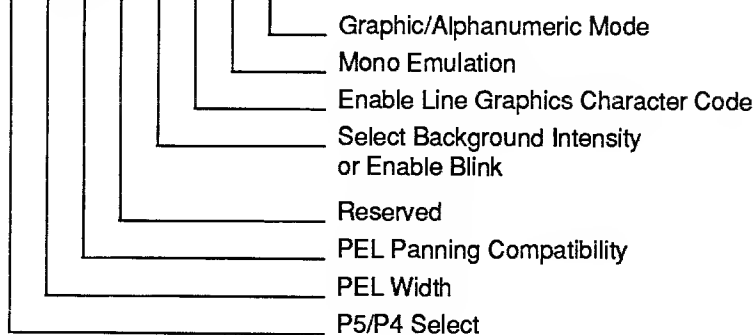 Graphic/Alphanumeric Mode
Mono Emulation
Enable Line Graphics Character Code
Select Background Intensity
or Enable Blink
Reserved
PEL Panning Compatibility
PEL Width
P5/P4 Select